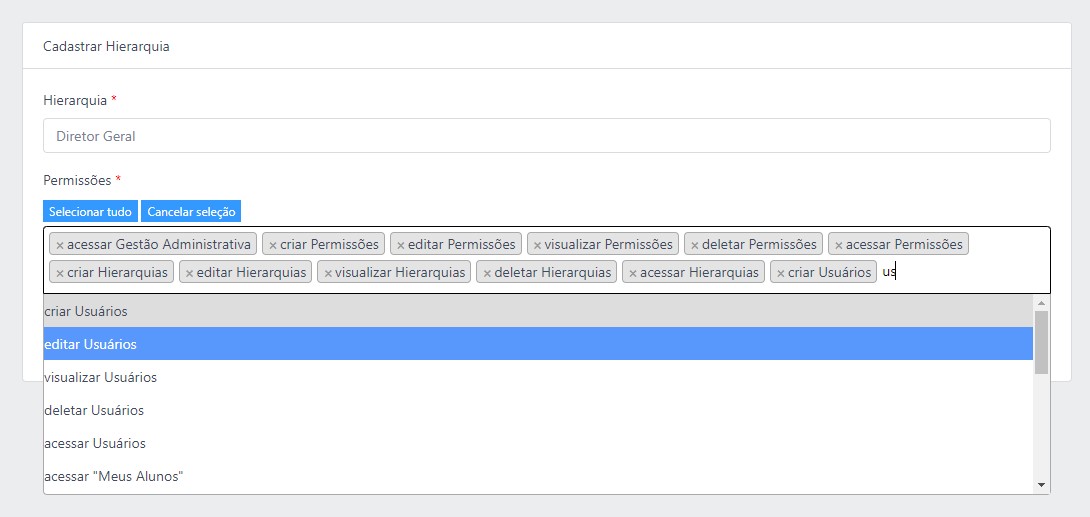 Cadastrar Hierarquia
Hierarquia *
Diretor Geral
Permissões *
Selecionar tudo Cancelar seleção
× acessar Gestão Administrativa × criar Permissões × editar Permissões × visualizar Permissões × deletar Permissões × acessar Permissões
× criar Hierarquias × editar Hierarquias × visualizar Hierarquias × deletar Hierarquias × acessar Hierarquias × criar Usuários us
criar Usuários
editar Usuários
visualizar Usuários
deletar Usuários
acessar Usuários
acessar "Meus Alunos"